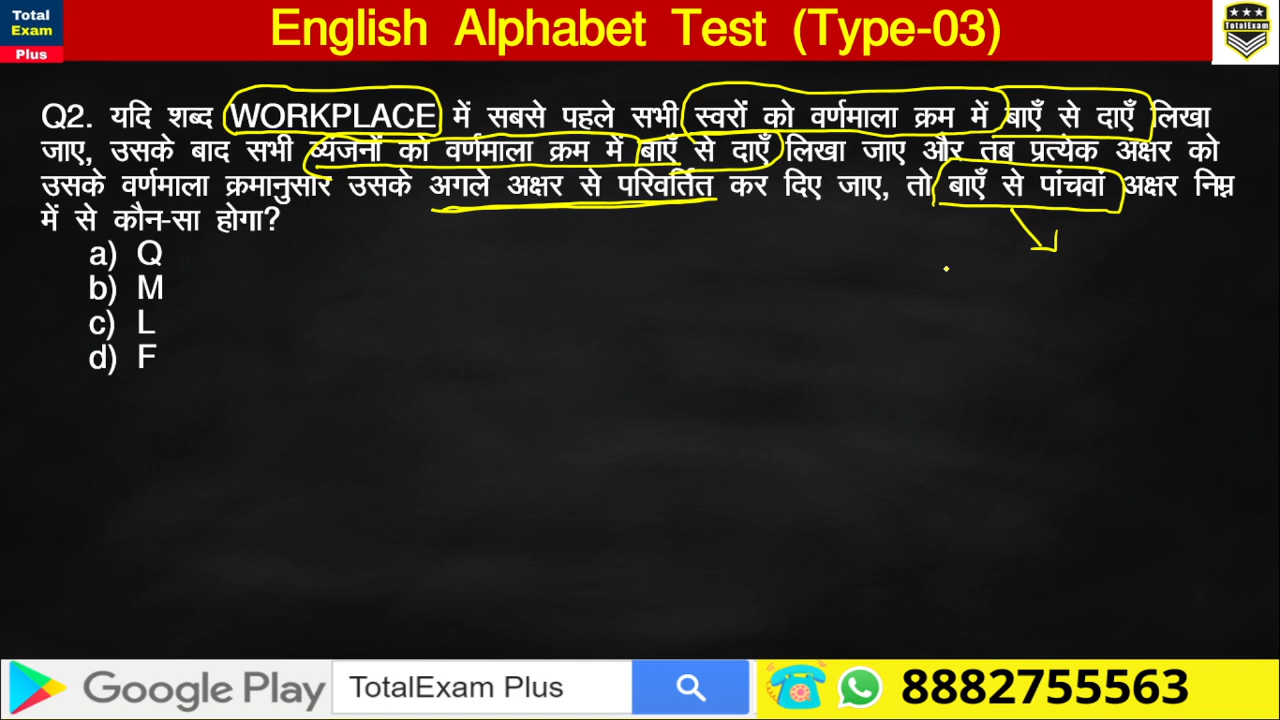 Total
Exam
Plus
English Alphabet Test (Type-03)
TotalExam
Q2. यदि शब्द WORKPLACE में सबसे पहले सभी स्वरों को वर्णमाला क्रम में बाएँ से दाएँ लिखा
जाए, उसके बाद सभी व्यंजनों को वर्णमाला क्रम में बाएँ से दाएँ लिखा जाए और तब प्रत्येक अक्षर को
उसके वर्णमाला क्रमानुसार उसके अगले अक्षर से परिवर्तित कर दिए जाए, तो बाएँ से पांचवां अक्षर निम्न
में से कौन-सा होगा?
a) Q
b) M
c) L
d) F
Google Play
TotalExam Plus
8882755563